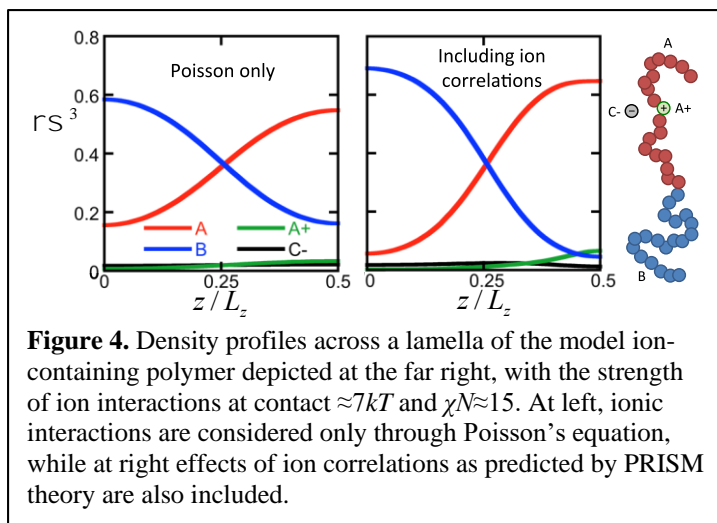 0.8
Poisson only
Including ion
correlations
A
0.6
C-
−
+
A+
rs³
0.4
0.2
A
A+
B
C-
B
0
0
0.25
0.5
0
0.25
0.5
z / L_z
z / L_z
Figure 4. Density profiles across a lamella of the model ion-
containing polymer depicted at the far right, with the strength
of ion interactions at contact ≈7kT and χN≈15. At left, ionic
interactions are considered only through Poisson’s equation,
while at right effects of ion correlations as predicted by PRISM
theory are also included.